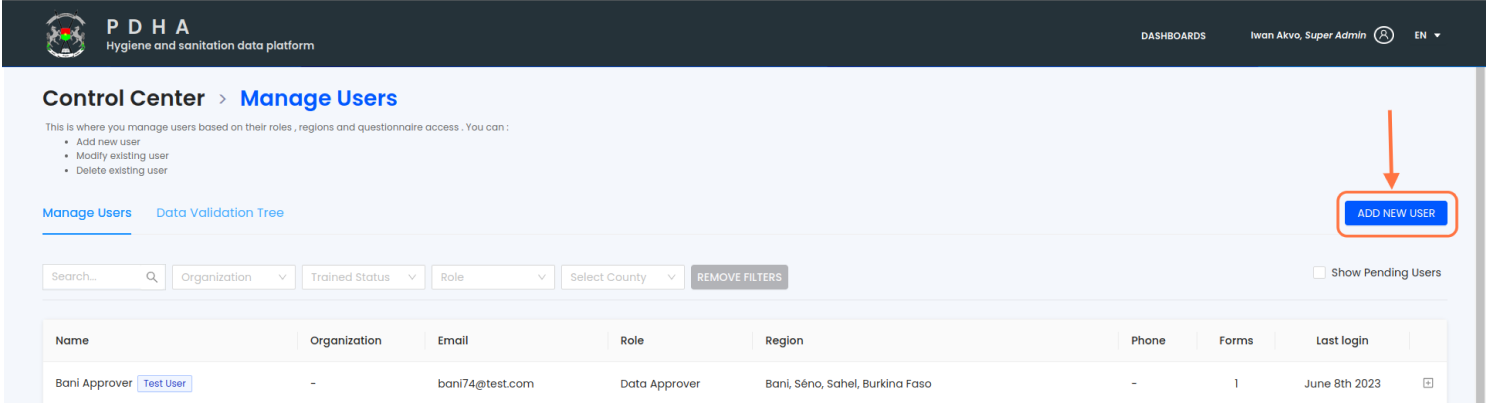 P D H A
Hygiene and sanitation data platform
DASHBOARDS Iwan Akvo, Super Admin EN
Control Center > Manage Users
This is where you manage users based on their roles , regions and questionnaire access . You can :
• Add new user
• Modify existing user
• Delete existing user
Manage Users Data Validation Tree ADD NEW USER
Search... Organization Trained Status Role Select County REMOVE FILTERS Show Pending Users
Name Organization Email Role Region Phone Forms Last login
Bani Approver Test User - bani74@test.com Data Approver Bani, Séno, Sahel, Burkina Faso - 1 June 8th 2023